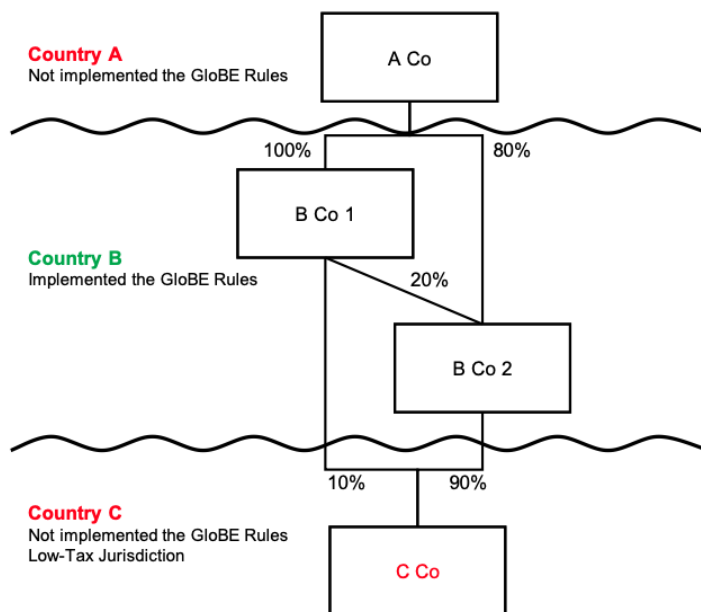 Country A
Not implemented the GloBE Rules
A Co
100%
80%
B Co 1
Country B
Implemented the GloBE Rules
20%
B Co 2
10%
90%
Country C
Not implemented the GloBE Rules
Low-Tax Jurisdiction
C Co